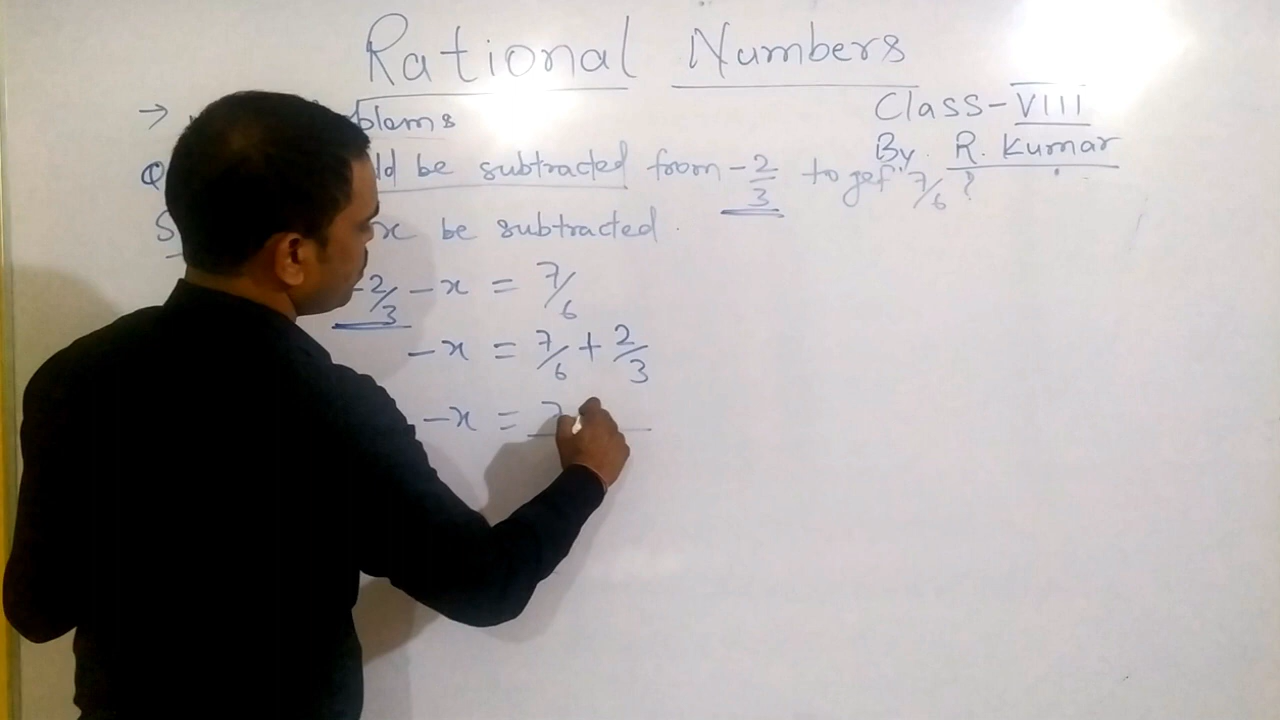 Rational Numbers
→ blems
Class-VIII
By. R. Kumar
Q ld be subtracted from -2/3 to get 7/6 ?
S x be subtracted.
-2/3 - x = 7/6
-x = 7/6 + 2/3
-x = 7